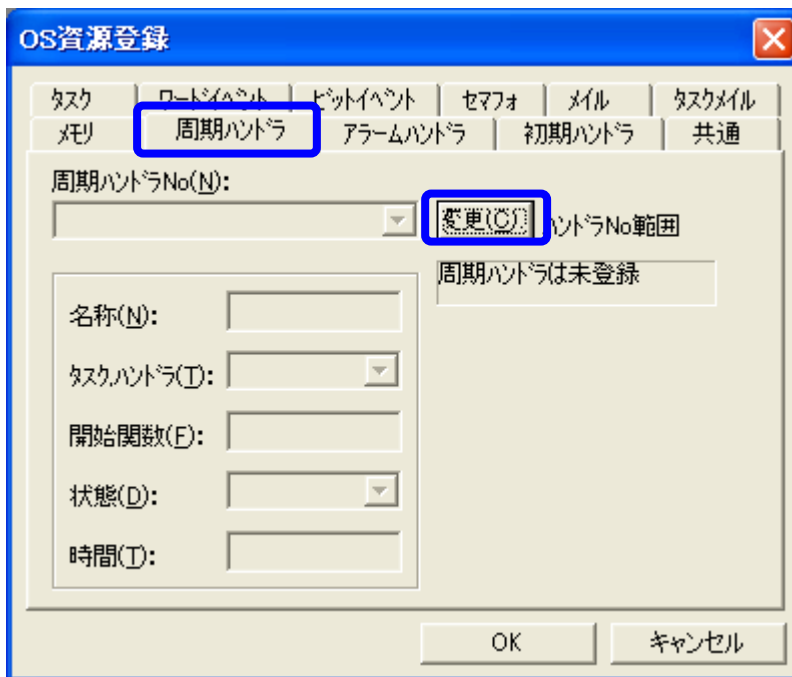 OS資源登録
タスク ワードイベント ビットイベント セマフォ メイル タスクメイル
メモリ 周期ハンドラ アラームハンドラ 初期ハンドラ 共通
周期ハンドラNo(N):
変更(C) ハンドラNo範囲
周期ハンドラは未登録
名称(N):
タスク,ハンドラ(T):
開始関数(F):
状態(D):
時間(T):
OK キャンセル